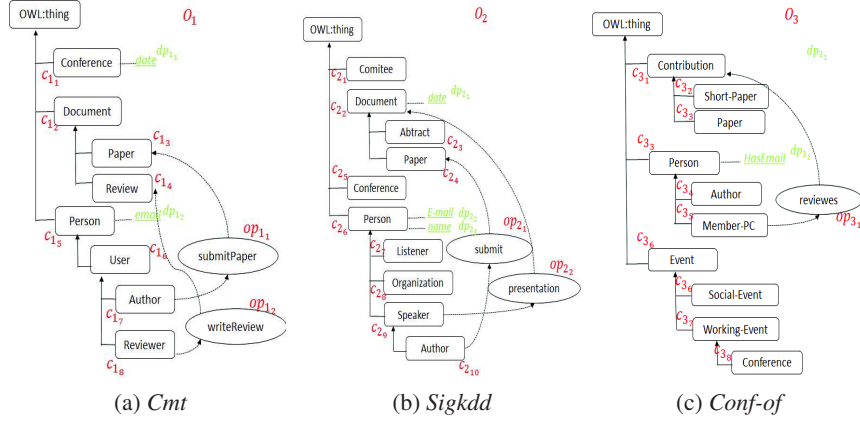 O₁
OWL:thing
Conference
date
dp₁₁
c₁₁
Document
c₁₂
c₁₃
Paper
Review
c₁₄
Person
email
dp₁₂
c₁₅
c₁₆
User
submitPaper
op₁₁
Author
c₁₇
op₁₂
writeReview
Reviewer
c₁₈
(a) Cmt
O₂
OWL:thing
Comitee
c₂₁
Document
date
dp₂₁
c₂₂
Abtract
c₂₃
Paper
c₂₄
c₂₅
Conference
Person
E-mail
dp₂₂
name
c₂₆
op₂₁
c₂₇
Listener
submit
Organization
c₂₈
op₂₂
presentation
Speaker
c₂₉
Author
c₂₁₀
(b) Sigkdd
O₃
OWL:thing
dp₃₁
Contribution
c₃₁
c₃₂
Short-Paper
c₃₃
Paper
c₃₃
Person
HasEmail
dp₃₁
c₃₄
Author
reviewes
c₃₅
Member-PC
op₃₁
c₃₆
Event
c₃₆
Social-Event
c₃₇
Working-Event
c₃₈
Conference
(c) Conf-of